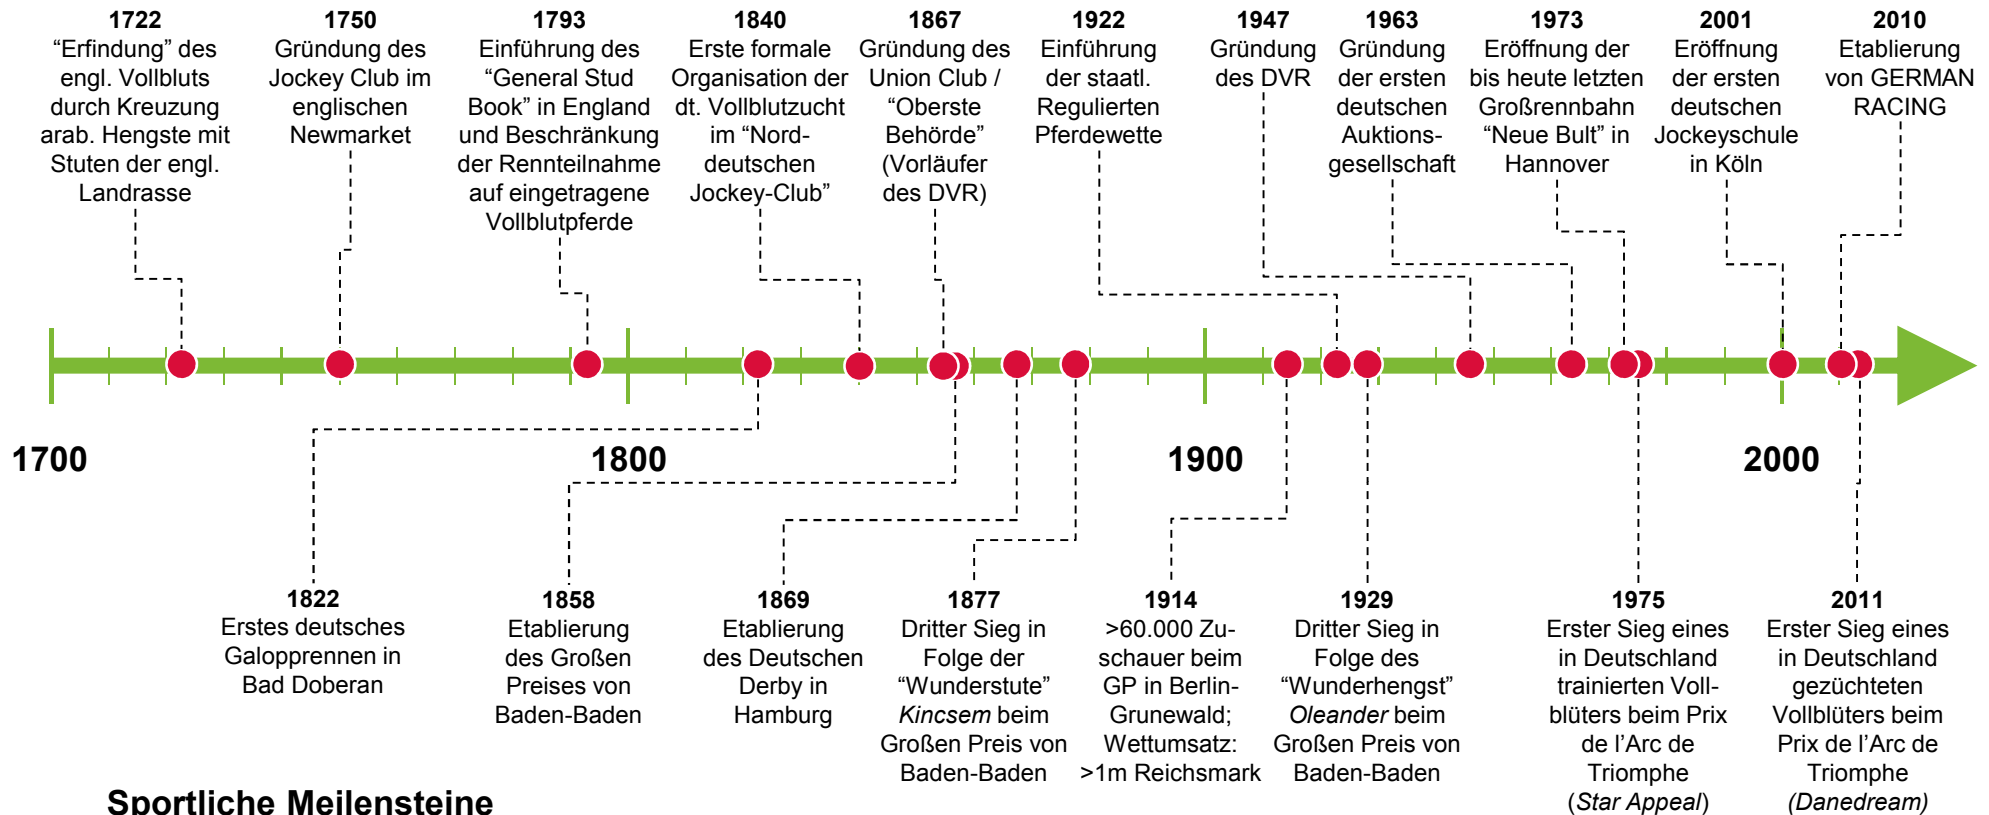 1722
“Erfindung” des
engl. Vollbluts
durch Kreuzung
arab. Hengste mit
Stuten der engl.
Landrasse
1750
Gründung des
Jockey Club im
englischen
Newmarket
1793
Einführung des
“General Stud
Book” in England
und Beschränkung
der Rennteilnahme
auf eingetragene
Vollblutpferde
1840
Erste formale
Organisation der
dt. Vollblutzucht
im “Nord-
deutschen
Jockey-Club”
1867
Gründung des
Union Club /
“Oberste
Behörde”
(Vorläufer
des DVR)
1922
Einführung
der staatl.
Regulierten
Pferdewette
1947
Gründung
des DVR
1963
Gründung
der ersten
deutschen
Auktions-
gesellschaft
1973
Eröffnung der
bis heute letzten
Großrennbahn
“Neue Bult” in
Hannover
2001
Eröffnung
der ersten
deutschen
Jockeyschule
in Köln
2010
Etablierung
von GERMAN
RACING
1700
1800
1900
2000
1822
Erstes deutsches
Galopprennen in
Bad Doberan
1858
Etablierung
des Großen
Preises von
Baden-Baden
1869
Etablierung
des Deutschen
Derby in
Hamburg
1877
Dritter Sieg in
Folge der
“Wunderstute”
Kincsem beim
Großen Preis von
Baden-Baden
1914
>60.000 Zu-
schauer beim
GP in Berlin-
Grunewald;
Wettumsatz:
>1m Reichsmark
1929
Dritter Sieg in
Folge des
“Wunderhengst”
Oleander beim
Großen Preis von
Baden-Baden
1975
Erster Sieg eines
in Deutschland
trainierten Voll-
blüters beim Prix
de l’Arc de
Triomphe
(Star Appeal)
2011
Erster Sieg eines
in Deutschland
gezüchteten
Vollblüters beim
Prix de l’Arc de
Triomphe
(Danedream)
Sportliche Meilensteine